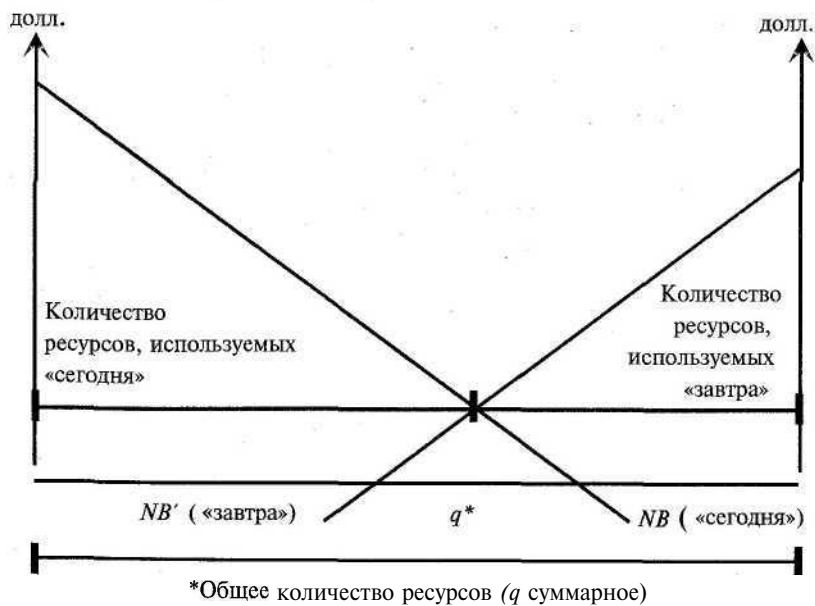 долл.
долл.
Количество
ресурсов, используемых
«сегодня»
Количество
ресурсов,
используемых
«завтра»
NB′ ( «завтра»)
q*
NB ( «сегодня»)
*Общее количество ресурсов (q суммарное)